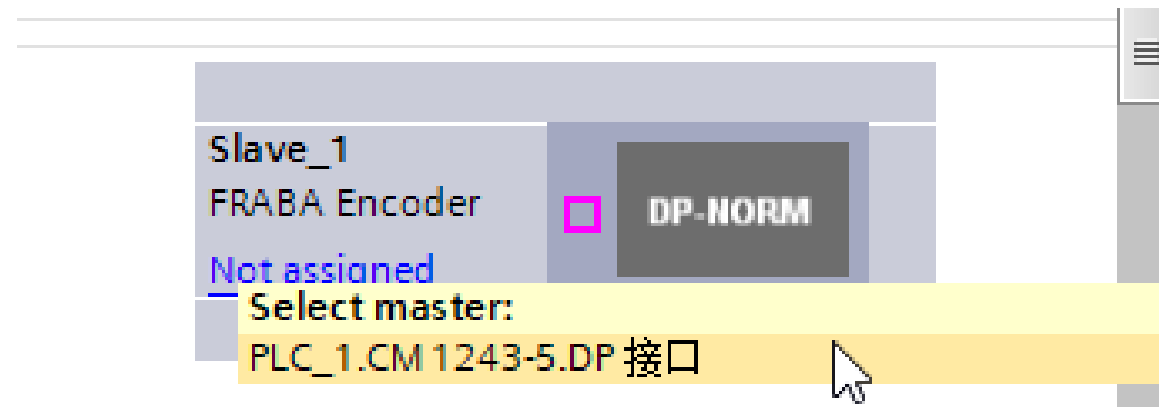 Slave_1
FRABA Encoder
DP-NORM
Not assigned
Select master:
PLC_1.CM 1243-5.DP 接口